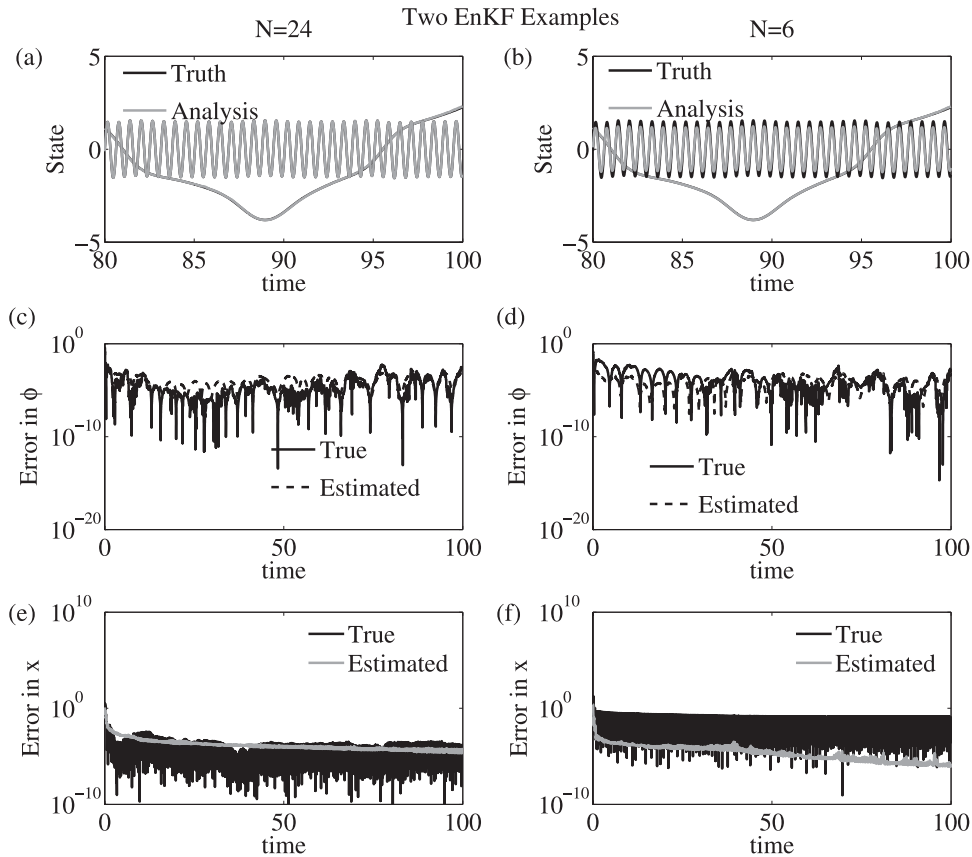 Two EnKF Examples
N=24
N=6
(a)
5
0
−5
State
Truth
Analysis
80
85
90
95
100
time
(b)
5
0
−5
State
Truth
Analysis
80
85
90
95
100
time
(c)
10^0
10^−10
10^−20
Error in ϕ
True
Estimated
0
50
100
time
(d)
10^0
10^−10
10^−20
Error in ϕ
True
Estimated
0
50
100
time
(e)
10^10
10^0
10^−10
Error in x
True
Estimated
0
50
100
time
(f)
10^10
10^0
10^−10
Error in x
True
Estimated
0
50
100
time